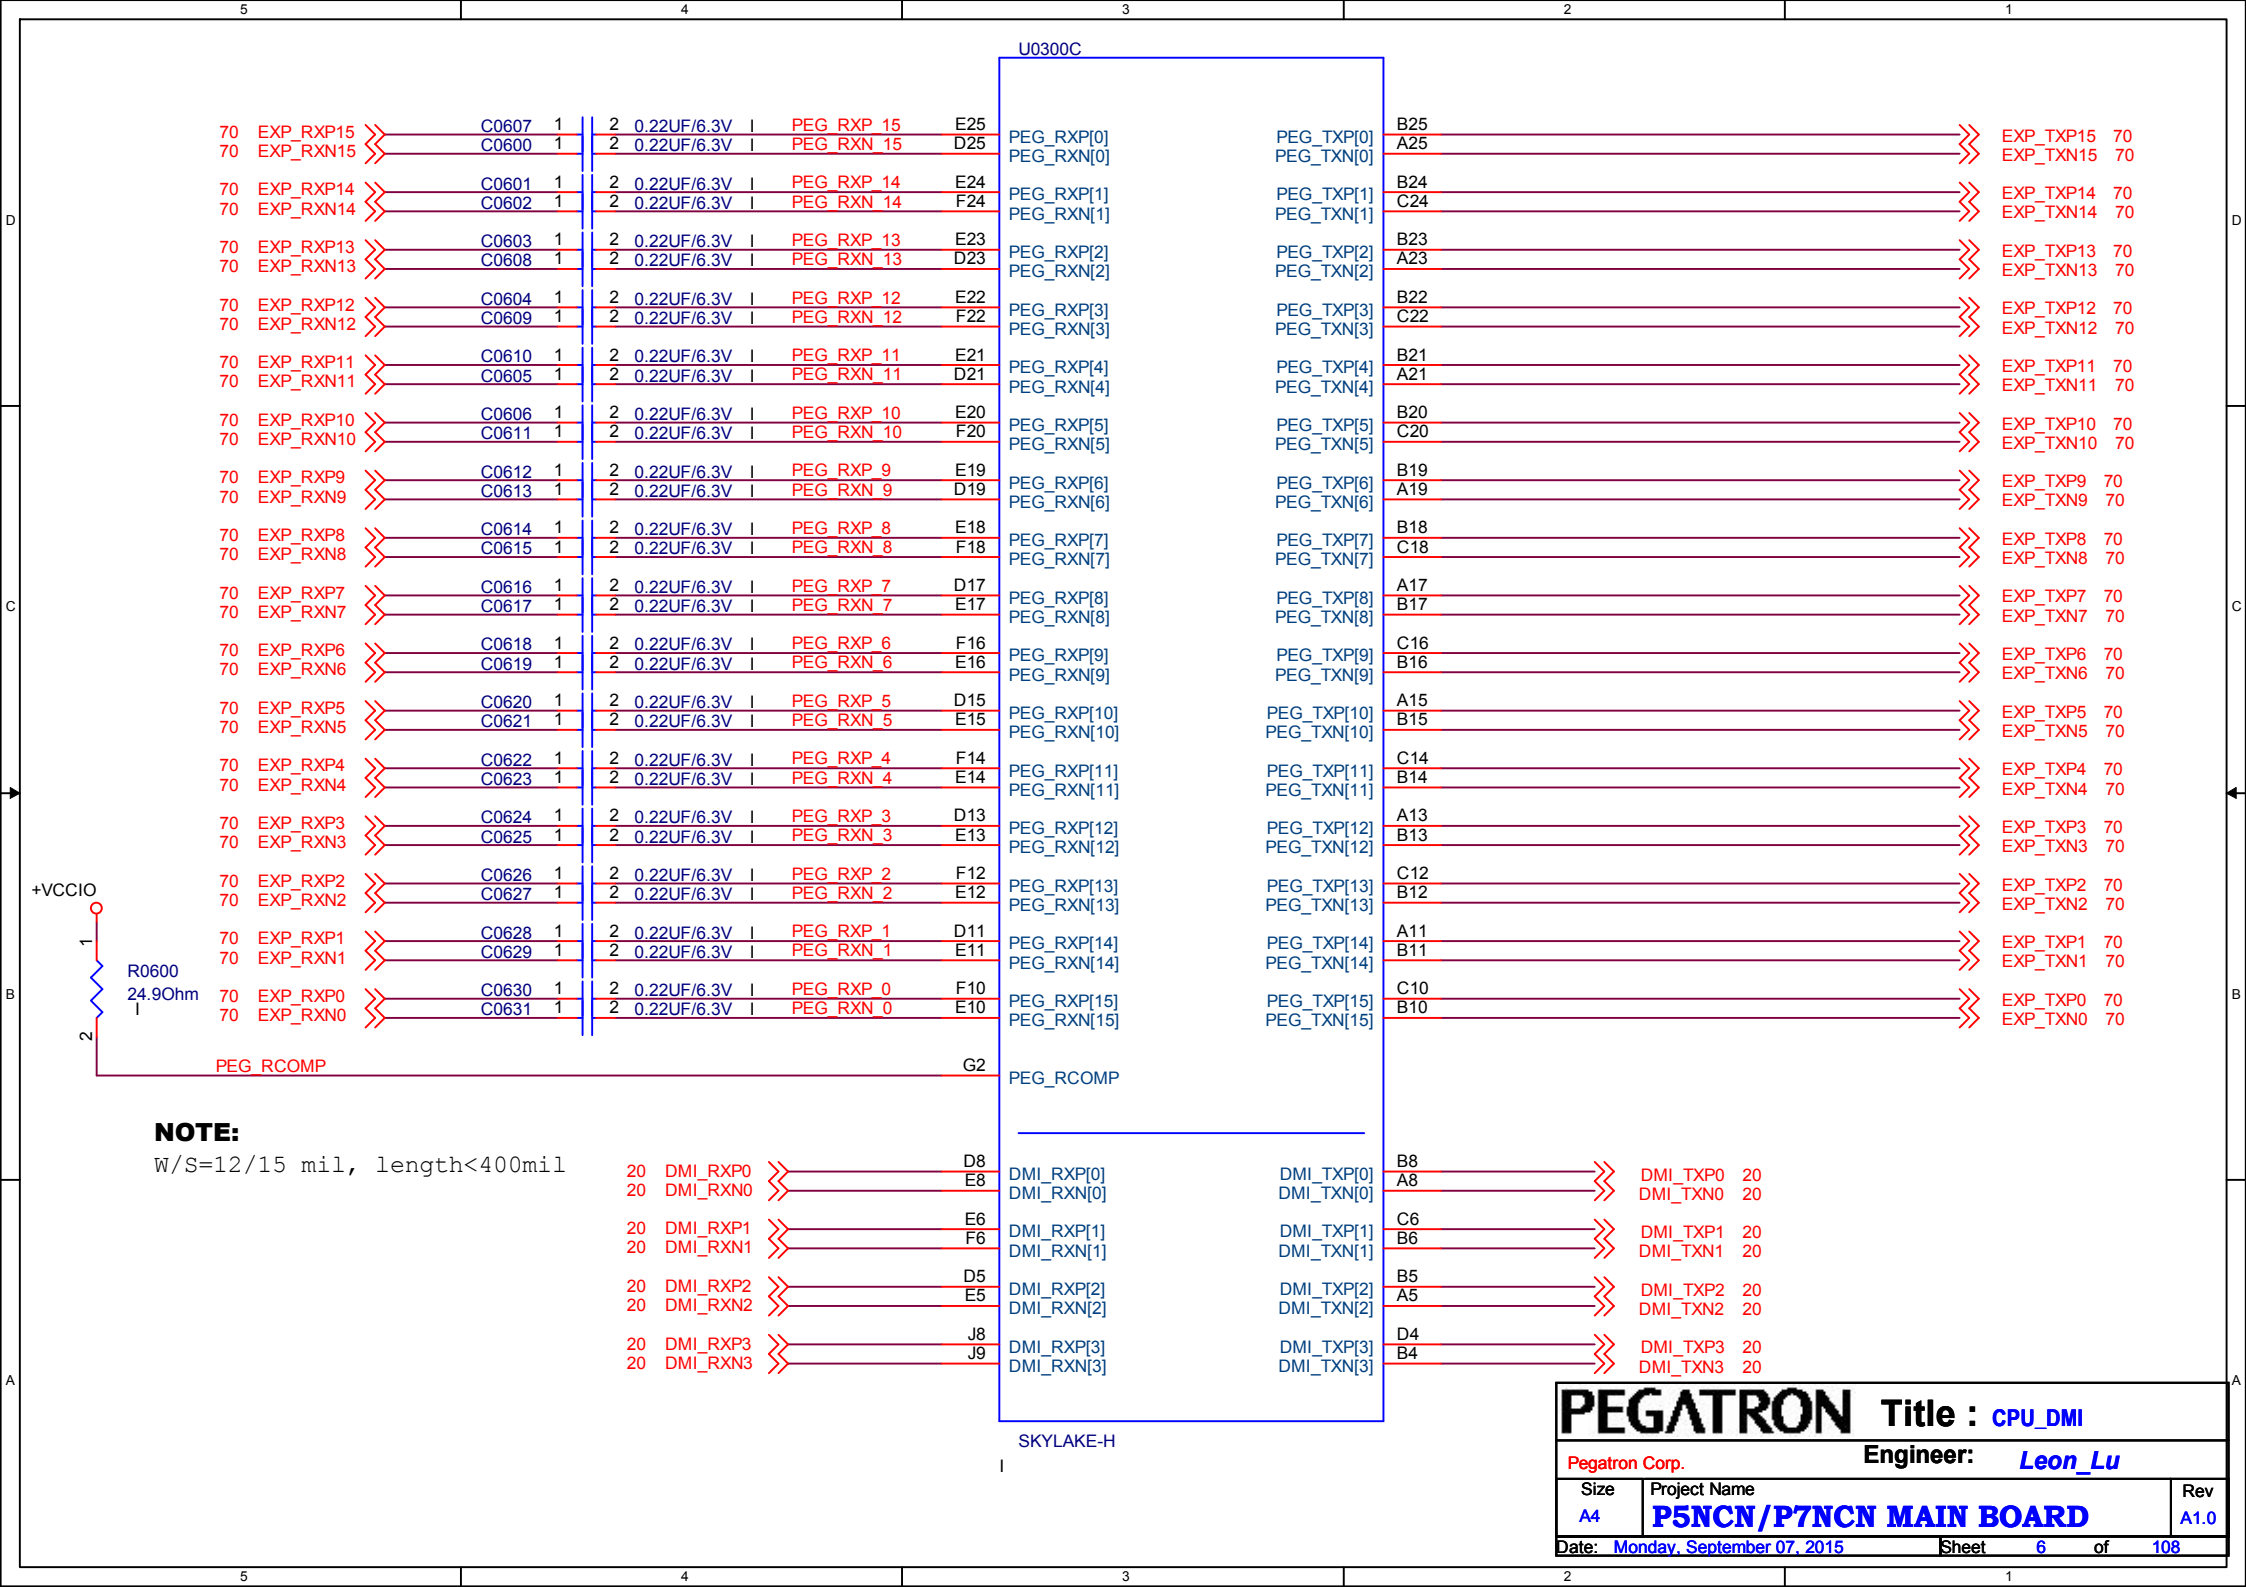 5 4 3 2 1
U0300C
70 EXP_RXP15 C0607 1 2 0.22UF/6.3V I PEG_RXP_15 E25 PEG_RXP[0] PEG_TXP[0] B25 EXP_TXP15 70
70 EXP_RXN15 C0600 1 2 0.22UF/6.3V I PEG_RXN_15 D25 PEG_RXN[0] PEG_TXN[0] A25 EXP_TXN15 70
70 EXP_RXP14 C0601 1 2 0.22UF/6.3V I PEG_RXP_14 E24 PEG_RXP[1] PEG_TXP[1] B24 EXP_TXP14 70
70 EXP_RXN14 C0602 1 2 0.22UF/6.3V I PEG_RXN_14 F24 PEG_RXN[1] PEG_TXN[1] C24 EXP_TXN14 70
D D
70 EXP_RXP13 C0603 1 2 0.22UF/6.3V I PEG_RXP_13 E23 PEG_RXP[2] PEG_TXP[2] B23 EXP_TXP13 70
70 EXP_RXN13 C0608 1 2 0.22UF/6.3V I PEG_RXN_13 D23 PEG_RXN[2] PEG_TXN[2] A23 EXP_TXN13 70
70 EXP_RXP12 C0604 1 2 0.22UF/6.3V I PEG_RXP_12 E22 PEG_RXP[3] PEG_TXP[3] B22 EXP_TXP12 70
70 EXP_RXN12 C0609 1 2 0.22UF/6.3V I PEG_RXN_12 F22 PEG_RXN[3] PEG_TXN[3] C22 EXP_TXN12 70
70 EXP_RXP11 C0610 1 2 0.22UF/6.3V I PEG_RXP_11 E21 PEG_RXP[4] PEG_TXP[4] B21 EXP_TXP11 70
70 EXP_RXN11 C0605 1 2 0.22UF/6.3V I PEG_RXN_11 D21 PEG_RXN[4] PEG_TXN[4] A21 EXP_TXN11 70
70 EXP_RXP10 C0606 1 2 0.22UF/6.3V I PEG_RXP_10 E20 PEG_RXP[5] PEG_TXP[5] B20 EXP_TXP10 70
70 EXP_RXN10 C0611 1 2 0.22UF/6.3V I PEG_RXN_10 F20 PEG_RXN[5] PEG_TXN[5] C20 EXP_TXN10 70
70 EXP_RXP9 C0612 1 2 0.22UF/6.3V I PEG_RXP_9 E19 PEG_RXP[6] PEG_TXP[6] B19 EXP_TXP9 70
70 EXP_RXN9 C0613 1 2 0.22UF/6.3V I PEG_RXN_9 D19 PEG_RXN[6] PEG_TXN[6] A19 EXP_TXN9 70
70 EXP_RXP8 C0614 1 2 0.22UF/6.3V I PEG_RXP_8 E18 PEG_RXP[7] PEG_TXP[7] B18 EXP_TXP8 70
70 EXP_RXN8 C0615 1 2 0.22UF/6.3V I PEG_RXN_8 F18 PEG_RXN[7] PEG_TXN[7] C18 EXP_TXN8 70
70 EXP_RXP7 C0616 1 2 0.22UF/6.3V I PEG_RXP_7 D17 PEG_RXP[8] PEG_TXP[8] A17 EXP_TXP7 70
C C
70 EXP_RXN7 C0617 1 2 0.22UF/6.3V I PEG_RXN_7 E17 PEG_RXN[8] PEG_TXN[8] B17 EXP_TXN7 70
70 EXP_RXP6 C0618 1 2 0.22UF/6.3V I PEG_RXP_6 F16 PEG_RXP[9] PEG_TXP[9] C16 EXP_TXP6 70
70 EXP_RXN6 C0619 1 2 0.22UF/6.3V I PEG_RXN_6 E16 PEG_RXN[9] PEG_TXN[9] B16 EXP_TXN6 70
70 EXP_RXP5 C0620 1 2 0.22UF/6.3V I PEG_RXP_5 D15 PEG_RXP[10] PEG_TXP[10] A15 EXP_TXP5 70
70 EXP_RXN5 C0621 1 2 0.22UF/6.3V I PEG_RXN_5 E15 PEG_RXN[10] PEG_TXN[10] B15 EXP_TXN5 70
70 EXP_RXP4 C0622 1 2 0.22UF/6.3V I PEG_RXP_4 F14 PEG_RXP[11] PEG_TXP[11] C14 EXP_TXP4 70
70 EXP_RXN4 C0623 1 2 0.22UF/6.3V I PEG_RXN_4 E14 PEG_RXN[11] PEG_TXN[11] B14 EXP_TXN4 70
70 EXP_RXP3 C0624 1 2 0.22UF/6.3V I PEG_RXP_3 D13 PEG_RXP[12] PEG_TXP[12] A13 EXP_TXP3 70
70 EXP_RXN3 C0625 1 2 0.22UF/6.3V I PEG_RXN_3 E13 PEG_RXN[12] PEG_TXN[12] B13 EXP_TXN3 70
70 EXP_RXP2 C0626 1 2 0.22UF/6.3V I PEG_RXP_2 F12 PEG_RXP[13] PEG_TXP[13] C12 EXP_TXP2 70
+VCCIO
70 EXP_RXN2 C0627 1 2 0.22UF/6.3V I PEG_RXN_2 E12 PEG_RXN[13] PEG_TXN[13] B12 EXP_TXN2 70
1
70 EXP_RXP1 C0628 1 2 0.22UF/6.3V I PEG_RXP_1 D11 PEG_RXP[14] PEG_TXP[14] A11 EXP_TXP1 70
70 EXP_RXN1 C0629 1 2 0.22UF/6.3V I PEG_RXN_1 E11 PEG_RXN[14] PEG_TXN[14] B11 EXP_TXN1 70
R0600
B 24.9Ohm B
70 EXP_RXP0 C0630 1 2 0.22UF/6.3V I PEG_RXP_0 F10 PEG_RXP[15] PEG_TXP[15] C10 EXP_TXP0 70
I
70 EXP_RXN0 C0631 1 2 0.22UF/6.3V I PEG_RXN_0 E10 PEG_RXN[15] PEG_TXN[15] B10 EXP_TXN0 70
2
PEG_RCOMP G2 PEG_RCOMP
NOTE:
W/S=12/15 mil, length<400mil
20 DMI_RXP0 D8 DMI_RXP[0] DMI_TXP[0] B8 DMI_TXP0 20
20 DMI_RXN0 E8 DMI_RXN[0] DMI_TXN[0] A8 DMI_TXN0 20
20 DMI_RXP1 E6 DMI_RXP[1] DMI_TXP[1] C6 DMI_TXP1 20
20 DMI_RXN1 F6 DMI_RXN[1] DMI_TXN[1] B6 DMI_TXN1 20
20 DMI_RXP2 D5 DMI_RXP[2] DMI_TXP[2] B5 DMI_TXP2 20
20 DMI_RXN2 E5 DMI_RXN[2] DMI_TXN[2] A5 DMI_TXN2 20
20 DMI_RXP3 J8 DMI_RXP[3] DMI_TXP[3] D4 DMI_TXP3 20
20 DMI_RXN3 J9 DMI_RXN[3] DMI_TXN[3] B4 DMI_TXN3 20
A A
SKYLAKE-H
I
PEGATRON Title : CPU_DMI
Pegatron Corp. Engineer: Leon_Lu
Size Project Name Rev
A4 P5NCN/P7NCN MAIN BOARD A1.0
Date: Monday, September 07, 2015 Sheet 6 of 108
5 4 3 2 1